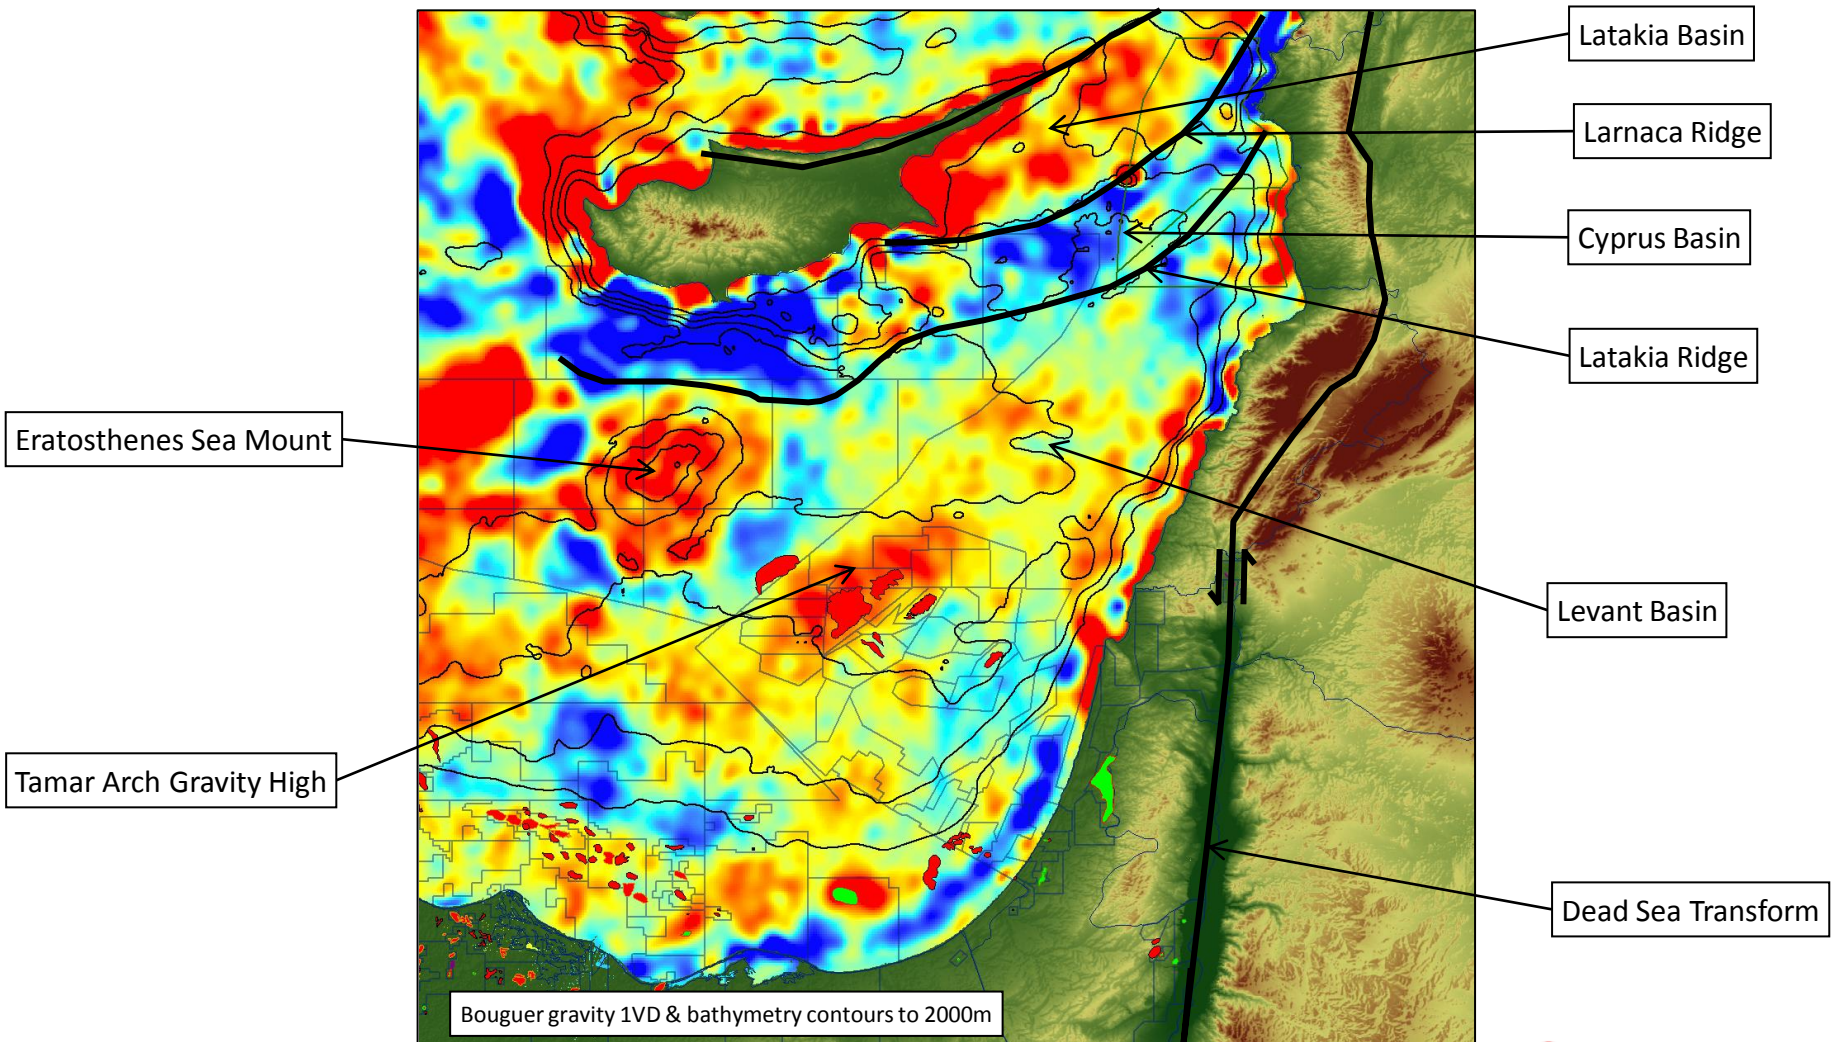 Latakia Basin
Larnaca Ridge
Cyprus Basin
Latakia Ridge
Eratosthenes Sea Mount
Levant Basin
Tamar Arch Gravity High
Dead Sea Transform
Bouguer gravity 1VD & bathymetry contours to 2000m